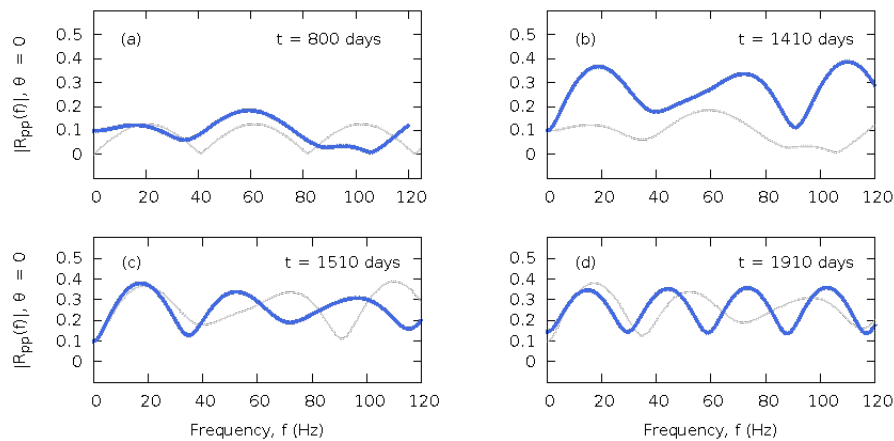 (a) t = 800 days
(b) t = 1410 days
|Rpp(f)|, θ = 0
0.5
0.4
0.3
0.2
0.1
0
0 20 40 60 80 100 120
0.5
0.4
0.3
0.2
0.1
0
0 20 40 60 80 100 120
(c) t = 1510 days
(d) t = 1910 days
|Rpp(f)|, θ = 0
0.5
0.4
0.3
0.2
0.1
0
0 20 40 60 80 100 120
Frequency, f (Hz)
0.5
0.4
0.3
0.2
0.1
0
0 20 40 60 80 100 120
Frequency, f (Hz)